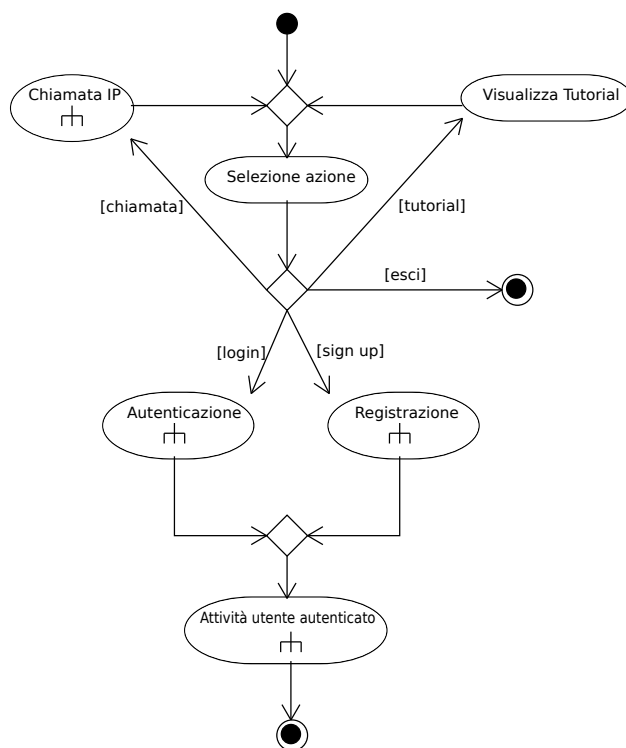 Chiamata IP
Visualizza Tutorial
Selezione azione
[chiamata]
[tutorial]
[esci]
[login]
[sign up]
Autenticazione
Registrazione
Attività utente autenticato